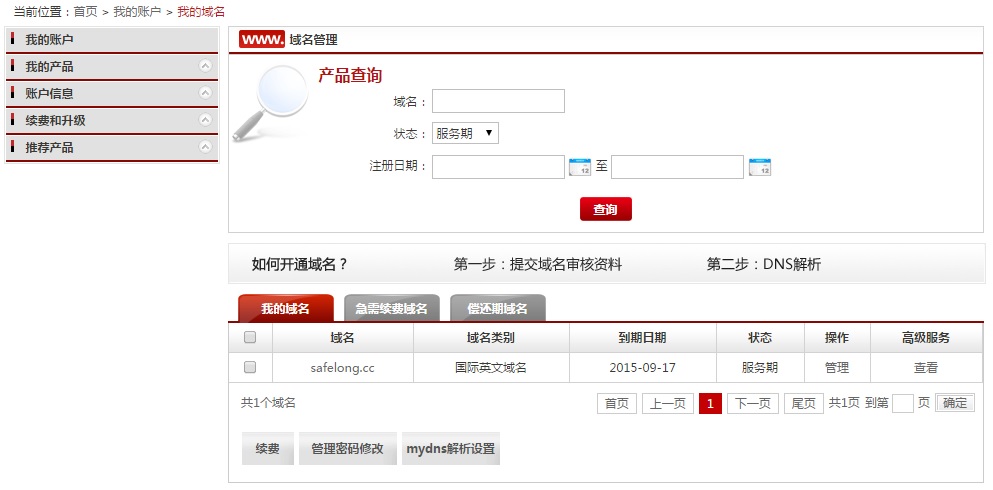 当前位置：首页 > 我的账户 > 我的域名
我的账户
我的产品
账户信息
续费和升级
推荐产品
www. 域名管理
产品查询
域名：
状态： 服务期
注册日期： 12 至 12
查询
如何开通域名？ 第一步：提交域名审核资料 第二步：DNS解析
我的域名 急需续费域名 偿还期域名
域名 域名类别 到期日期 状态 操作 高级服务
safelong.cc 国际英文域名 2015-09-17 服务期 管理 查看
共1个域名 首页 上一页 1 下一页 尾页 共1页 到第 页 确定
续费 管理密码修改 mydns解析设置